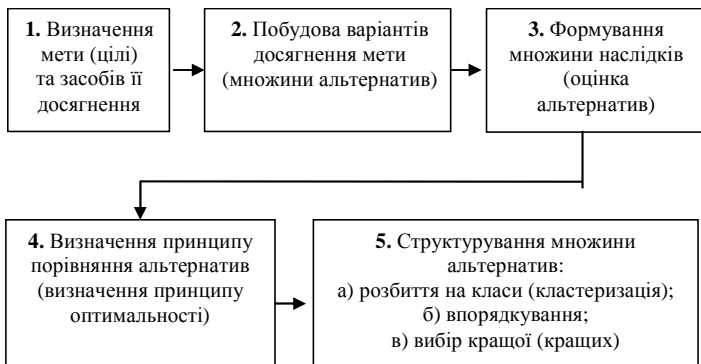 1. Визначення
мети (цілі)
та засобів її
досягнення
2. Побудова варіантів
досягнення мети
(множини альтернатив)
3. Формування
множини наслідків
(оцінка
альтернатив)
4. Визначення принципу
порівняння альтернатив
(визначення принципу
оптимальності)
5. Структурування множини
альтернатив:
а) розбиття на класи (кластеризація);
б) впорядкування;
в) вибір кращої (кращих)